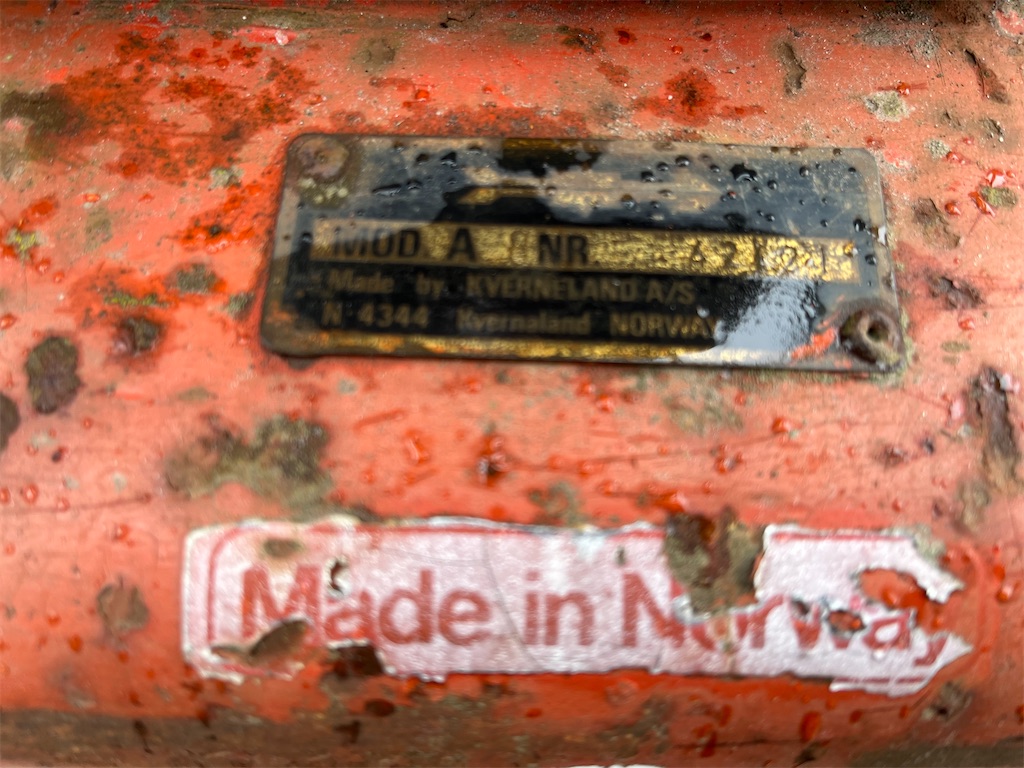 MOD. A NR
Made by KVERNELAND A/S
N-4344 Kvernaland NORWAY
Made in Norway